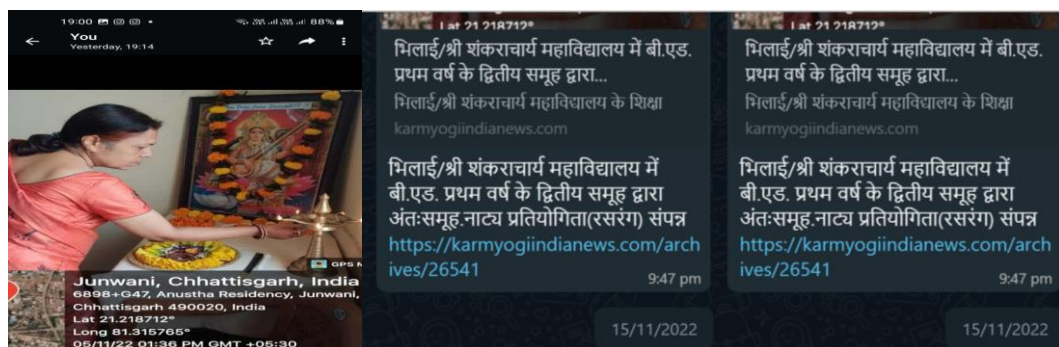 19:00
88%
You
Yesterday, 19:14
GPS M
Junwani, Chhattisgarh, India
6898+G47, Anustha Residency, Junwani,
Chhattisgarh 490020, India
Lat 21.218712°
Long 81.315765°
05/11/22 01:36 PM GMT +05:30
Lat 21.218712°
भिलाई/श्री शंकराचार्य महाविद्यालय में बी.एड.
प्रथम वर्ष के द्वितीय समूह द्वारा...
भिलाई/श्री शंकराचार्य महाविद्यालय के शिक्षा
karmyogiindianews.com
भिलाई/श्री शंकराचार्य महाविद्यालय में
बी.एड. प्रथम वर्ष के द्वितीय समूह द्वारा
अंतःसमूह.नाट्य प्रतियोगिता(रसरंग) संपन्न
https://karmyogiindianews.com/arch
ives/26541
9:47 pm
15/11/2022
Lat 21.218712°
भिलाई/श्री शंकराचार्य महाविद्यालय में बी.एड.
प्रथम वर्ष के द्वितीय समूह द्वारा...
भिलाई/श्री शंकराचार्य महाविद्यालय के शिक्षा
karmyogiindianews.com
भिलाई/श्री शंकराचार्य महाविद्यालय में
बी.एड. प्रथम वर्ष के द्वितीय समूह द्वारा
अंतःसमूह.नाट्य प्रतियोगिता(रसरंग) संपन्न
https://karmyogiindianews.com/arch
ives/26541
9:47 pm
15/11/2022